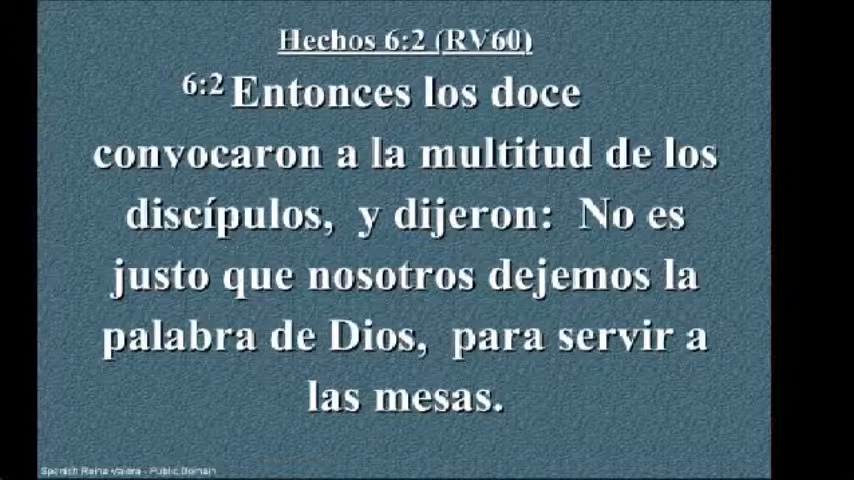 Hechos 6:2 (RV60)
6:2 Entonces los doce
convocaron a la multitud de los
discípulos, y dijeron: No es
justo que nosotros dejemos la
palabra de Dios, para servir a
las mesas.
Spanish Reina Valera - Public Domain